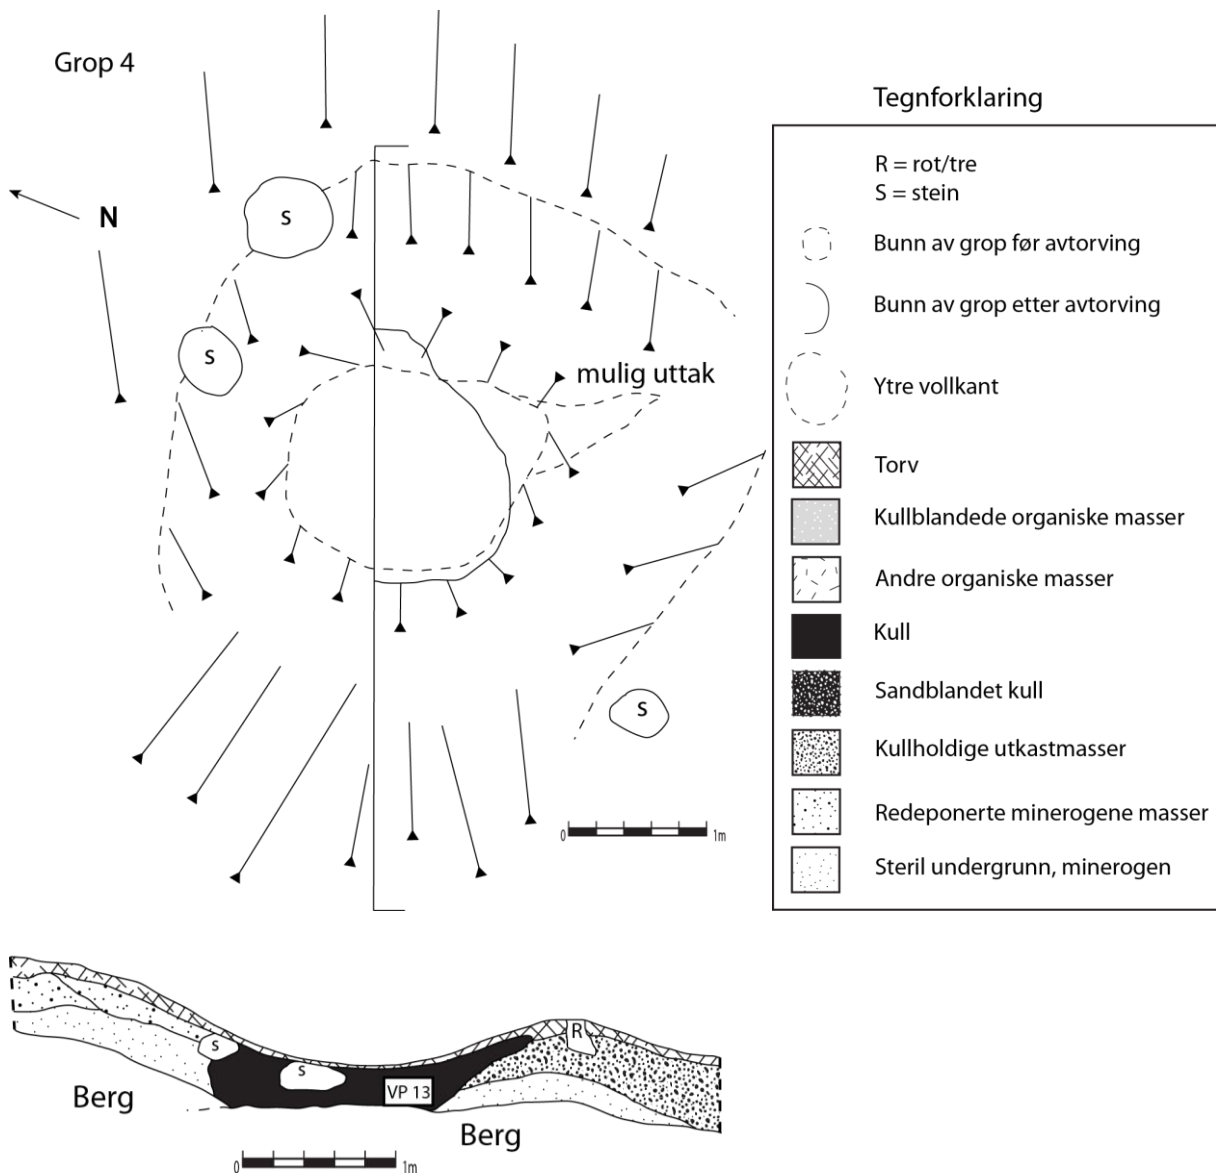 Grop 4
N
S
S
mulig uttak
S
0 1m
Tegnforklaring
R = rot/tre
S = stein
Bunn av grop før avtorving
Bunn av grop etter avtorving
Ytre vollkant
Torv
Kullblandede organiske masser
Andre organiske masser
Kull
Sandblandet kull
Kullholdige utkastmasser
Redeponerte minerogene masser
Steril undergrunn, minerogen
R
S
S
VP 13
Berg
Berg
0 1m